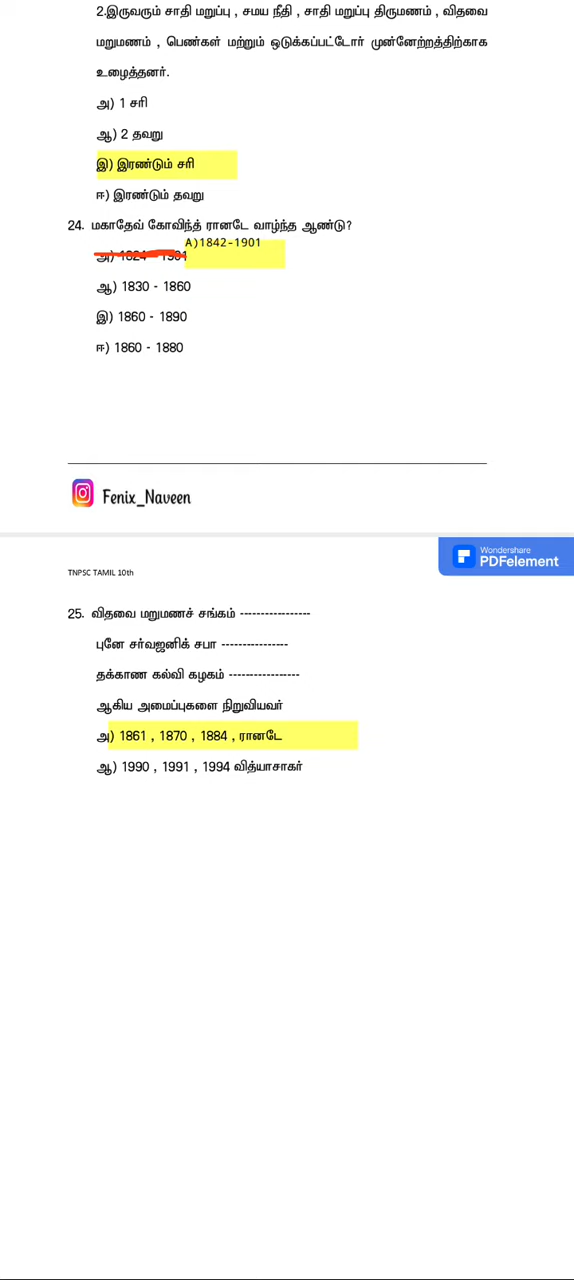 2.இருவரும் சாதி மறுப்பு , சமய நீதி , சாதி மறுப்பு திருமணம் , விதவை
மறுமணம் , பெண்கள் மற்றும் ஒடுக்கப்பட்டோர் முன்னேற்றத்திற்காக
உழைத்தனர்.
அ) 1 சரி
ஆ) 2 தவறு
இ) இரண்டும் சரி
ஈ) இரண்டும் தவறு
24. மகாதேவ் கோவிந்த் ரானடே வாழ்ந்த ஆண்டு?
A)1842-1901
அ) 1824 - 1901
ஆ) 1830 - 1860
இ) 1860 - 1890
ஈ) 1860 - 1880
Fenix_Naveen
Wondershare
PDFelement
TNPSC TAMIL 10th
25. விதவை மறுமணச் சங்கம் -----------------
புனே சர்வஜனிக் சபா ----------------
தக்காண கல்வி கழகம் -----------------
ஆகிய அமைப்புகளை நிறுவியவர்
அ) 1861 , 1870 , 1884 , ரானடே
ஆ) 1990 , 1991 , 1994 வித்யாசாகர்